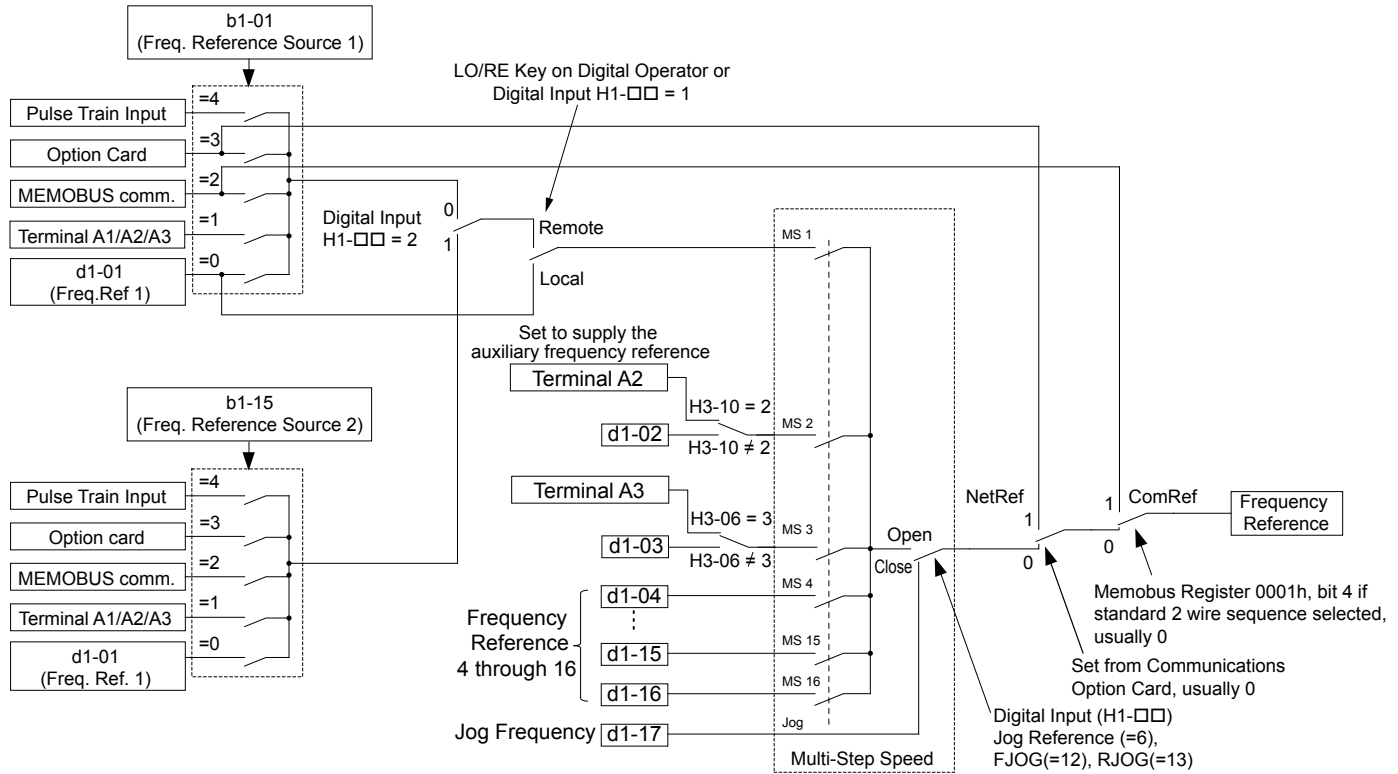 b1-01
(Freq. Reference Source 1)
LO/RE Key on Digital Operator or
Digital Input H1-□□ = 1
Pulse Train Input
=4
Option Card
=3
MEMOBUS comm.
=2
Terminal A1/A2/A3
=1
d1-01
(Freq.Ref 1)
=0
Digital Input
H1-□□ = 2
0
1
Remote
Local
MS 1
Set to supply the
auxiliary frequency reference
Terminal A2
H3-10 = 2
d1-02
H3-10 ≠ 2
MS 2
Terminal A3
H3-06 = 3
d1-03
H3-06 ≠ 3
MS 3
Frequency
Reference
4 through 16
d1-04
MS 4
d1-15
MS 15
d1-16
MS 16
Jog Frequency
d1-17
Jog
Multi-Step Speed
b1-15
(Freq. Reference Source 2)
Pulse Train Input
=4
Option card
=3
MEMOBUS comm.
=2
Terminal A1/A2/A3
=1
d1-01
(Freq. Ref. 1)
=0
Open
Close
NetRef
1
0
ComRef
1
0
Frequency
Reference
Memobus Register 0001h, bit 4 if
standard 2 wire sequence selected,
usually 0
Set from Communications
Option Card, usually 0
Digital Input (H1-□□)
Jog Reference (=6),
FJOG(=12), RJOG(=13)